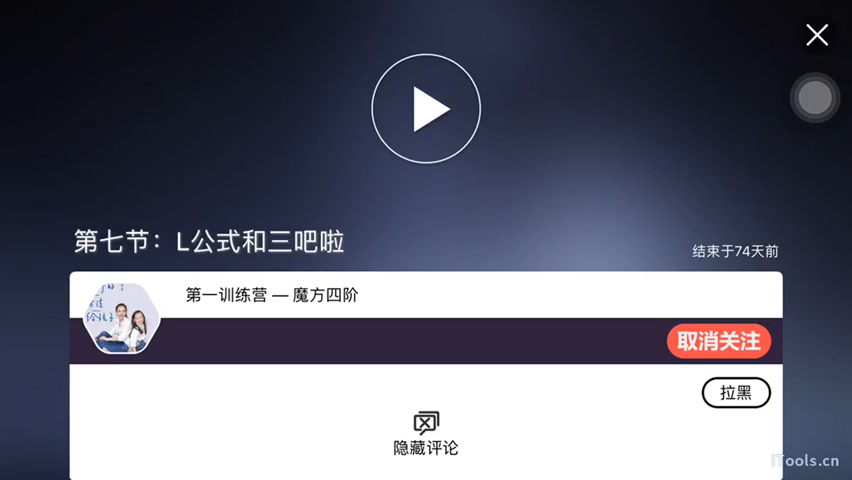 第七节：L公式和三吧啦
结束于74天前
第一训练营 — 魔方四阶
取消关注
拉黑
隐藏评论
iTools.cn